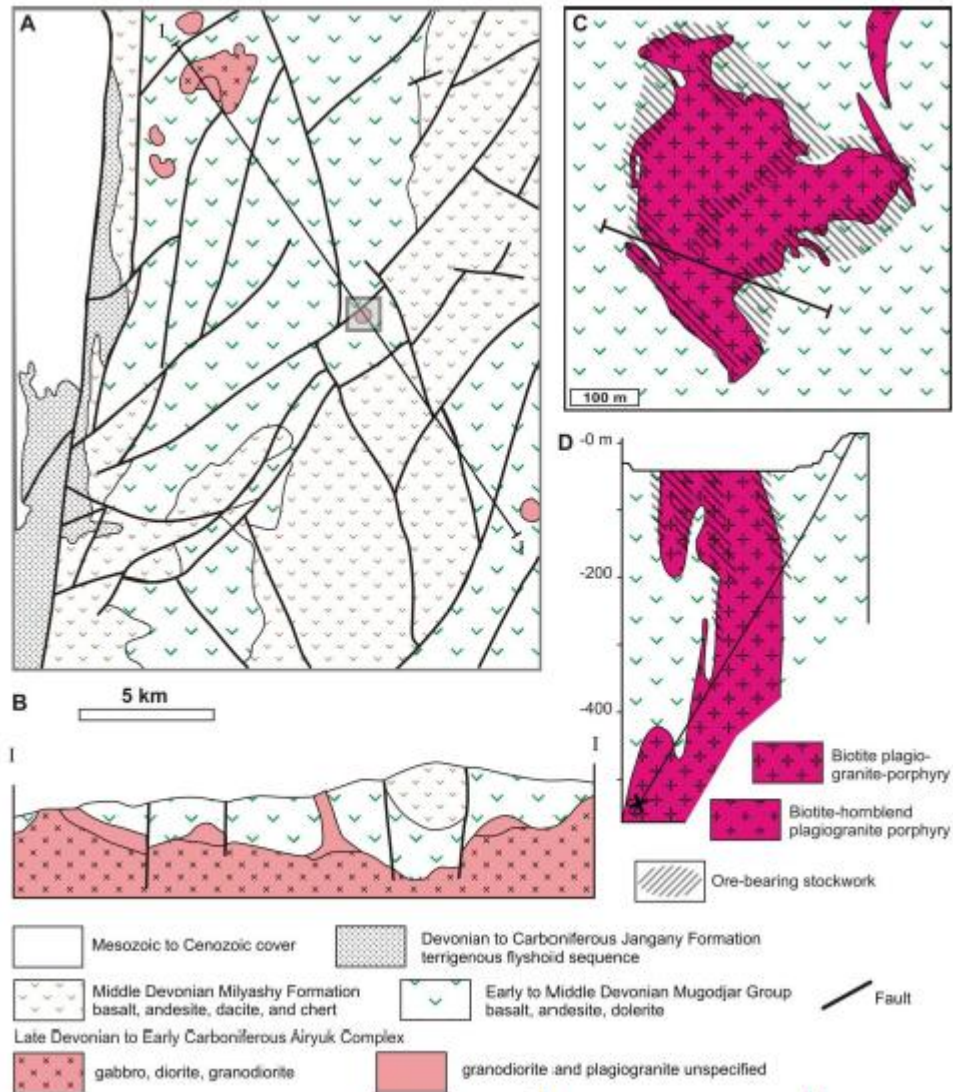 A
I
I
C
100 m
D
-0 m
-200
-400
B
5 km
I
I
Biotite plagio-
granite-porphyry
Biotite-hornblend
plagiogranite porphyry
Ore-bearing stockwork
Mesozoic to Cenozoic cover
Devonian to Carboniferous Jangany Formation
terrigenous flyshoid sequence
Middle Devonian Milyashy Formation
basalt, andesite, dacite, and chert
Early to Middle Devonian Mugodjar Group
basalt, andesite, dolerite
Fault
Late Devonian to Early Carboniferous Airyuk Complex
gabbro, diorite, granodiorite
granodiorite and plagiogranite unspecified